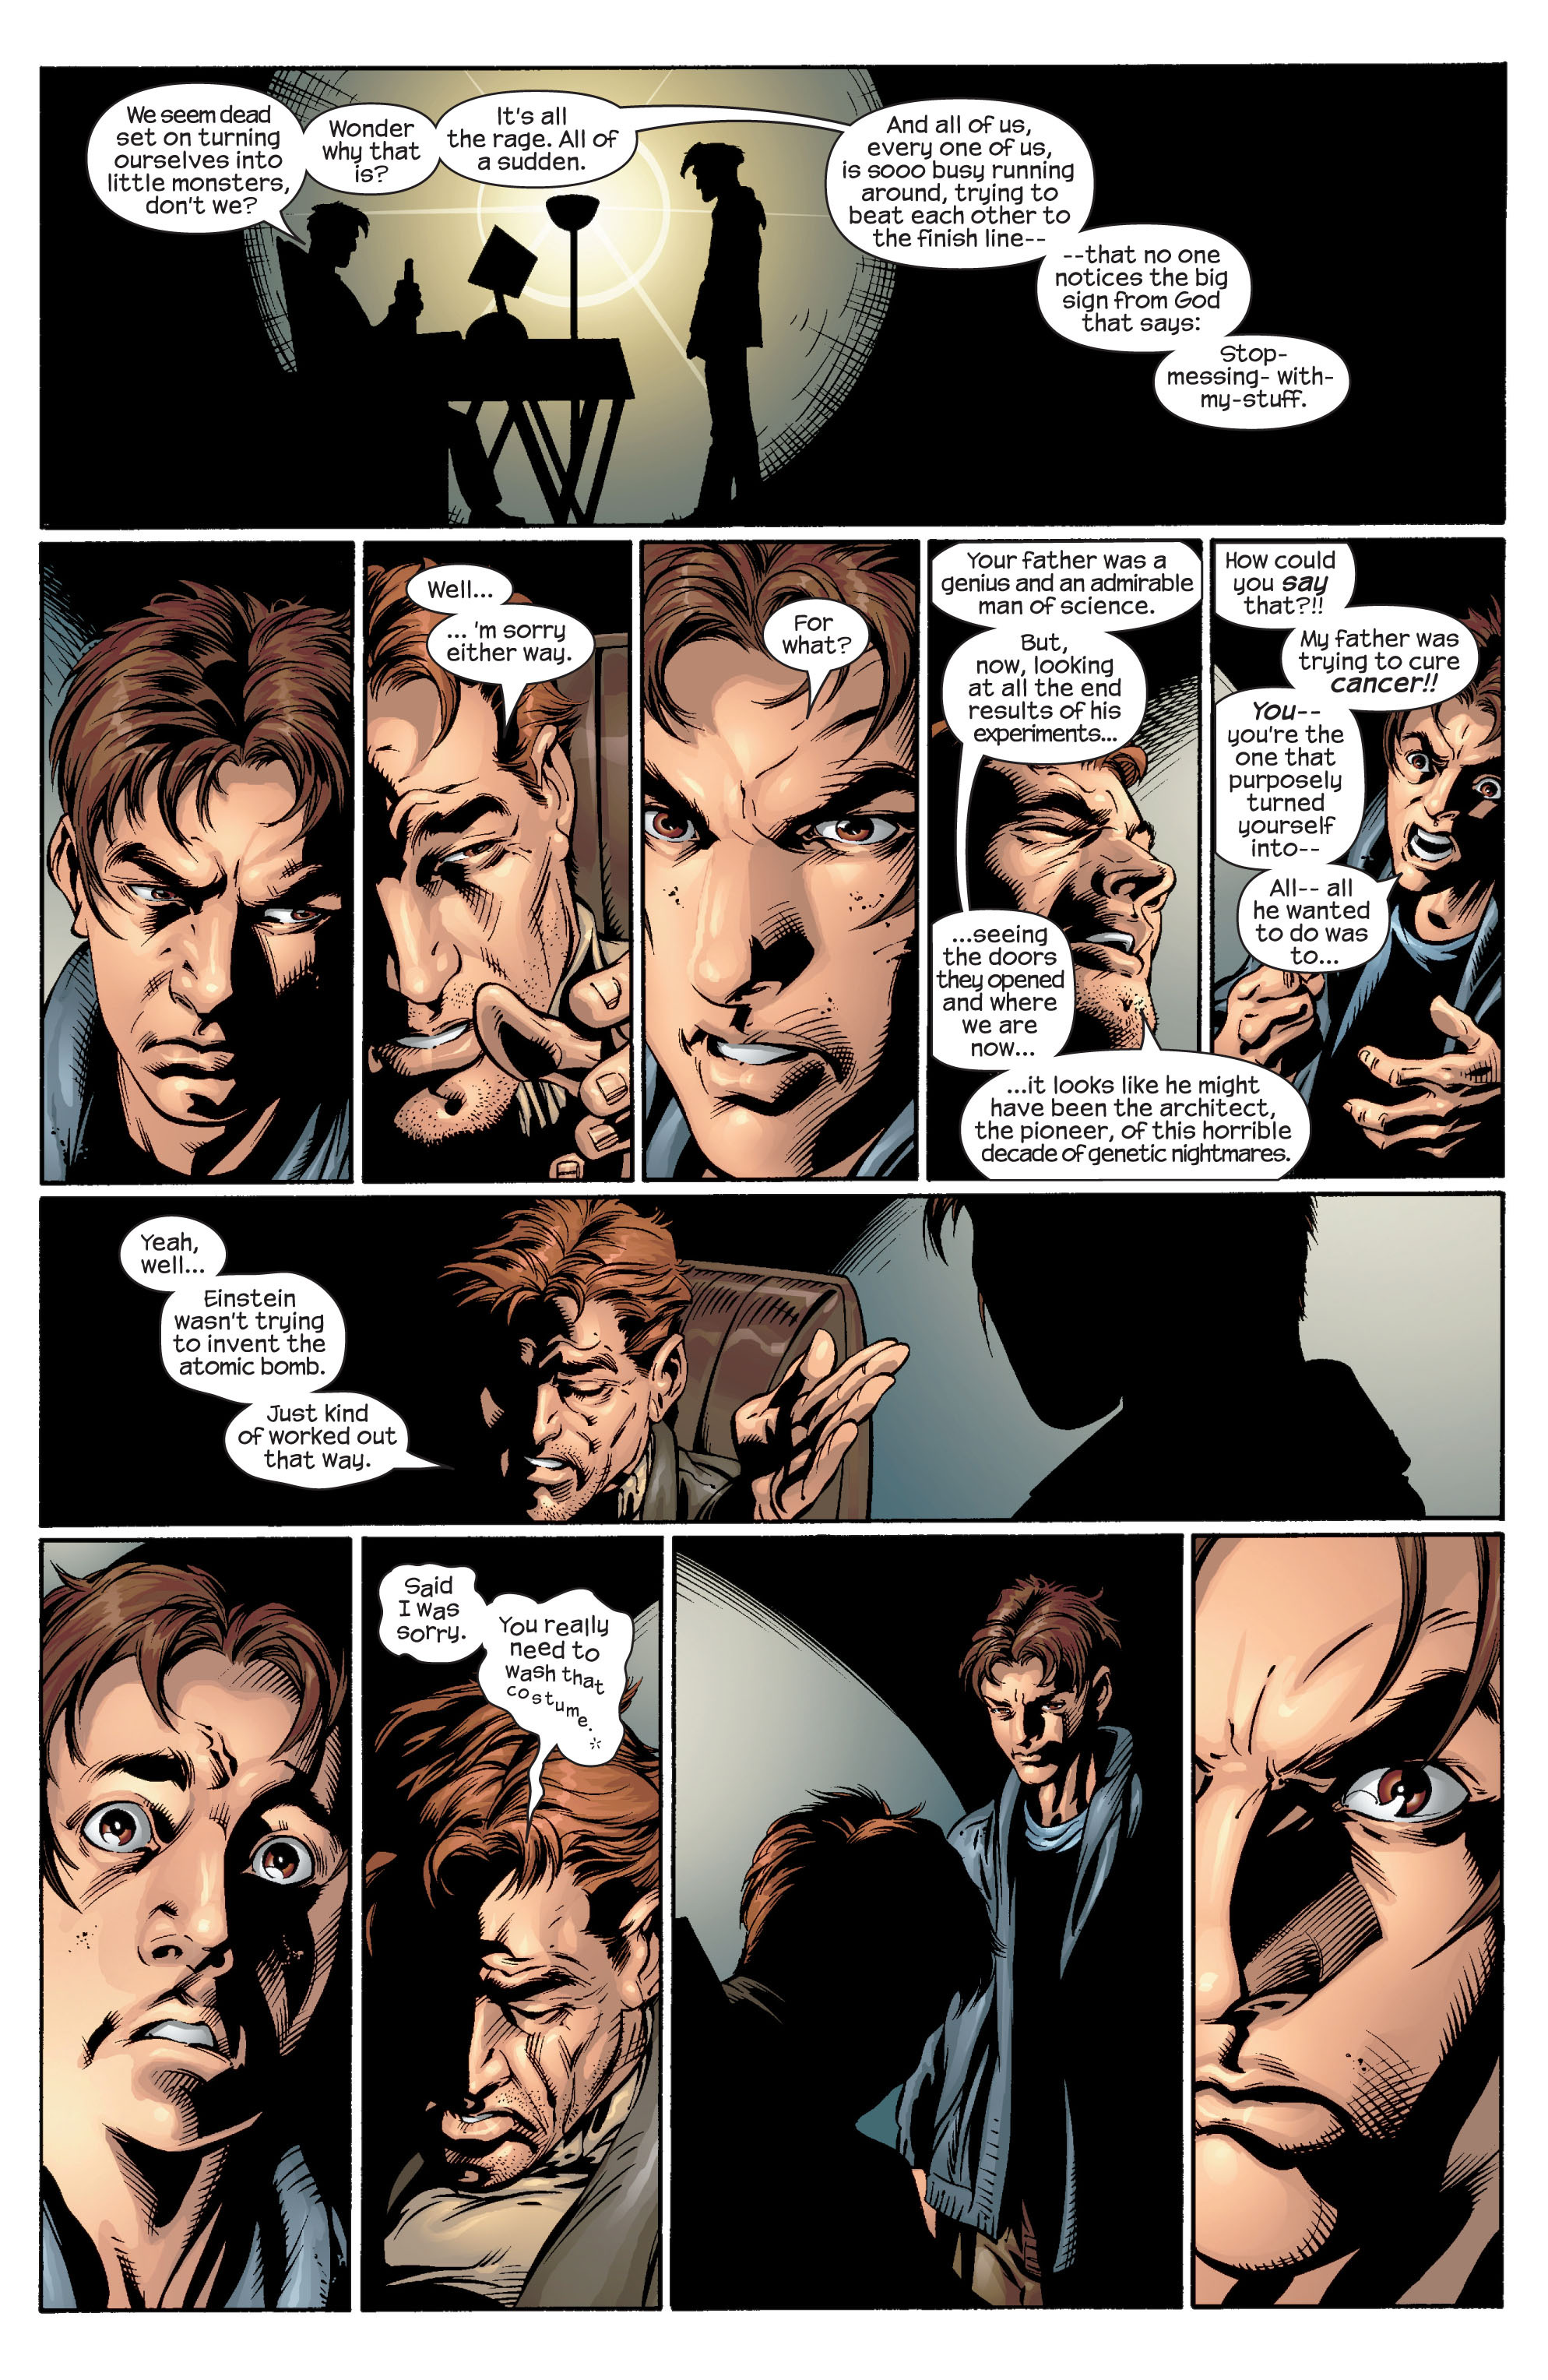 We seem dead
set on turning
ourselves into
little monsters,
don't we?
Wonder
why that
is?
It's all
the rage. All of
a sudden.
And all of us,
every one of us,
is sooo busy running
around, trying to
beat each other to
the finish line--
--that no one
notices the big
sign from God
that says:
Stop-
messing- with-
my-stuff.
Well...
... 'm sorry
either way.
For
what?
Your father was a
genius and an admirable
man of science.
But,
now, looking
at all the end
results of his
experiments...
...seeing
the doors
they opened
and where
we are
now...
...it looks like he might
have been the architect,
the pioneer, of this horrible
decade of genetic nightmares.
How could
you say
that?!!
My father was
trying to cure
cancer!!
You--
you're the
one that
purposely
turned
yourself
into--
All-- all
he wanted
to do was
to...
Yeah,
well...
Einstein
wasn't trying
to invent the
atomic bomb.
Just kind
of worked out
that way.
Said
I was
sorry.
You really
need to
wash that
costume.